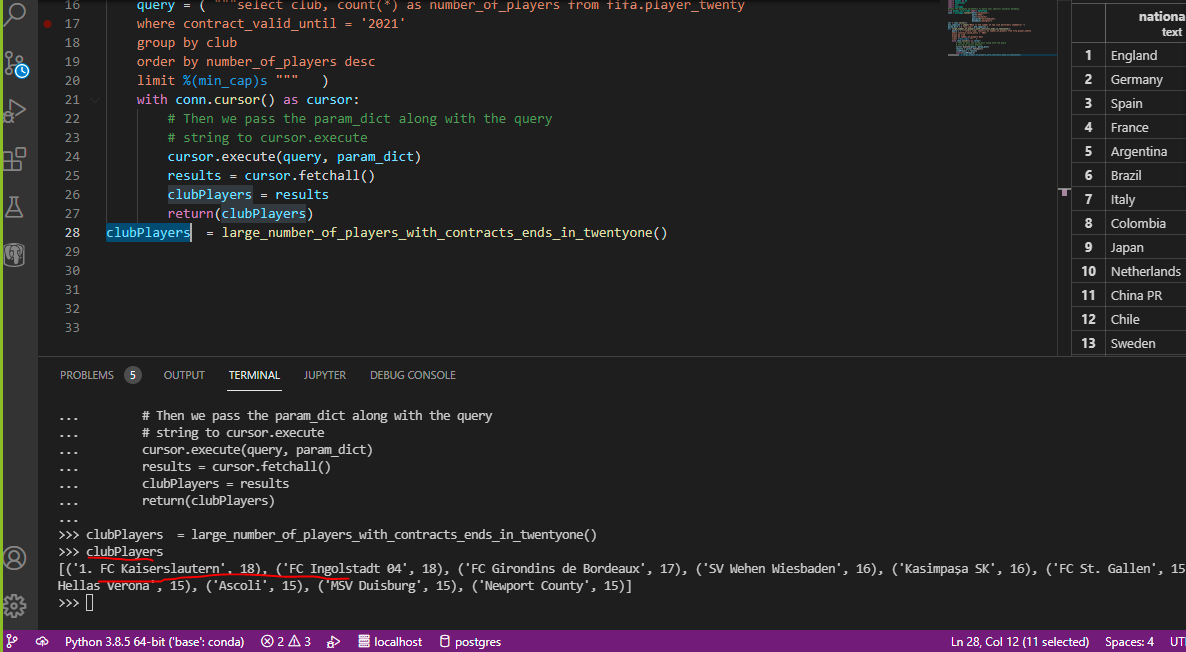 16 query = ( """select club, count(*) as number_of_players from fifa.player_twenty
17 where contract_valid_until = '2021'
18 group by club
19 order by number_of_players desc
20 limit %(min_cap)s """ )
21 with conn.cursor() as cursor:
22 # Then we pass the param_dict along with the query
23 # string to cursor.execute
24 cursor.execute(query, param_dict)
25 results = cursor.fetchall()
26 clubPlayers = results
27 return(clubPlayers)
28 clubPlayers = large_number_of_players_with_contracts_ends_in_twentyone()
29
30
31
32
33
nationa
text
1 England
2 Germany
3 Spain
4 France
5 Argentina
6 Brazil
7 Italy
8 Colombia
9 Japan
10 Netherlands
11 China PR
12 Chile
13 Sweden
PROBLEMS 5 OUTPUT TERMINAL JUPYTER DEBUG CONSOLE
... # Then we pass the param_dict along with the query
... # string to cursor.execute
... cursor.execute(query, param_dict)
... results = cursor.fetchall()
... clubPlayers = results
... return(clubPlayers)
...
>>> clubPlayers = large_number_of_players_with_contracts_ends_in_twentyone()
>>> clubPlayers
[('1. FC Kaiserslautern', 18), ('FC Ingolstadt 04', 18), ('FC Girondins de Bordeaux', 17), ('SV Wehen Wiesbaden', 16), ('Kasimpaşa SK', 16), ('FC St. Gallen', 15
Hellas Verona', 15), ('Ascoli', 15), ('MSV Duisburg', 15), ('Newport County', 15)]
>>>
Python 3.8.5 64-bit ('base': conda) 2 3 localhost postgres Ln 28, Col 12 (11 selected) Spaces: 4 UT